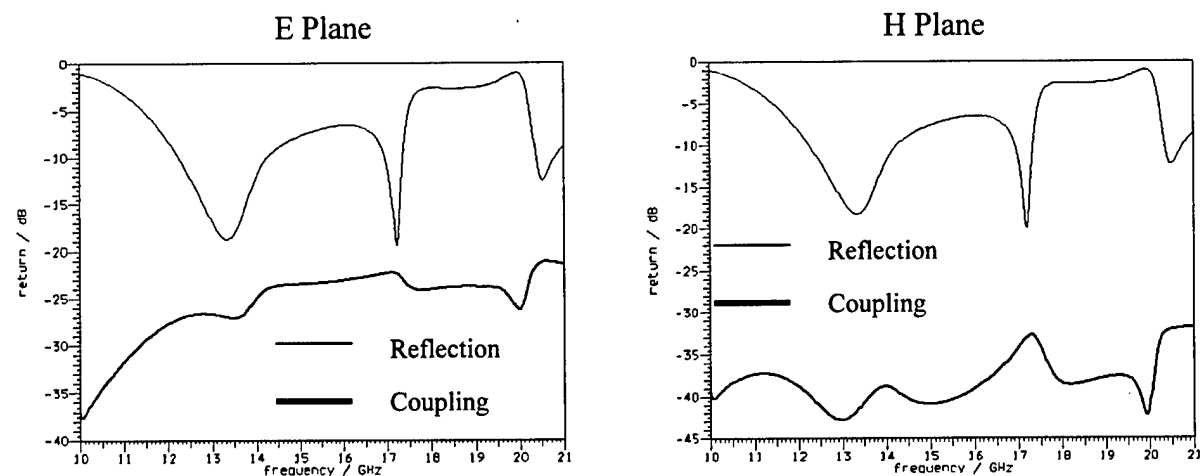 E Plane
0
-5
-10
-15
-20
-25
-30
-35
-40
return / dB
10 11 12 13 14 15 16 17 18 19 20 21
frequency / GHz
Reflection
Coupling
H Plane
0
-5
-10
-15
-20
-25
-30
-35
-40
-45
return / dB
10 11 12 13 14 15 16 17 18 19 20 21
frequency / GHz
Reflection
Coupling